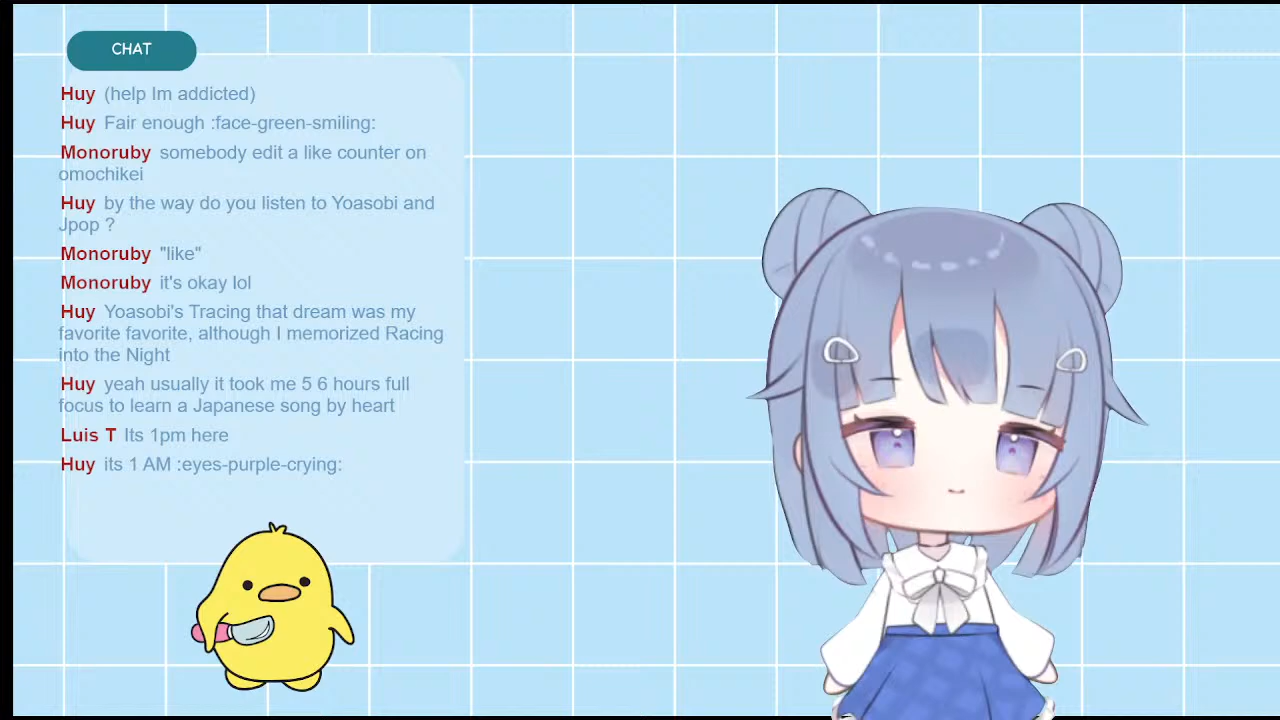 CHAT
Huy (help Im addicted)
Huy Fair enough :face-green-smiling:
Monoruby somebody edit a like counter on
omochikei
Huy by the way do you listen to Yoasobi and
Jpop ?
Monoruby "like"
Monoruby it's okay lol
Huy Yoasobi's Tracing that dream was my
favorite favorite, although I memorized Racing
into the Night
Huy yeah usually it took me 5 6 hours full
focus to learn a Japanese song by heart
Luis T Its 1pm here
Huy its 1 AM :eyes-purple-crying: